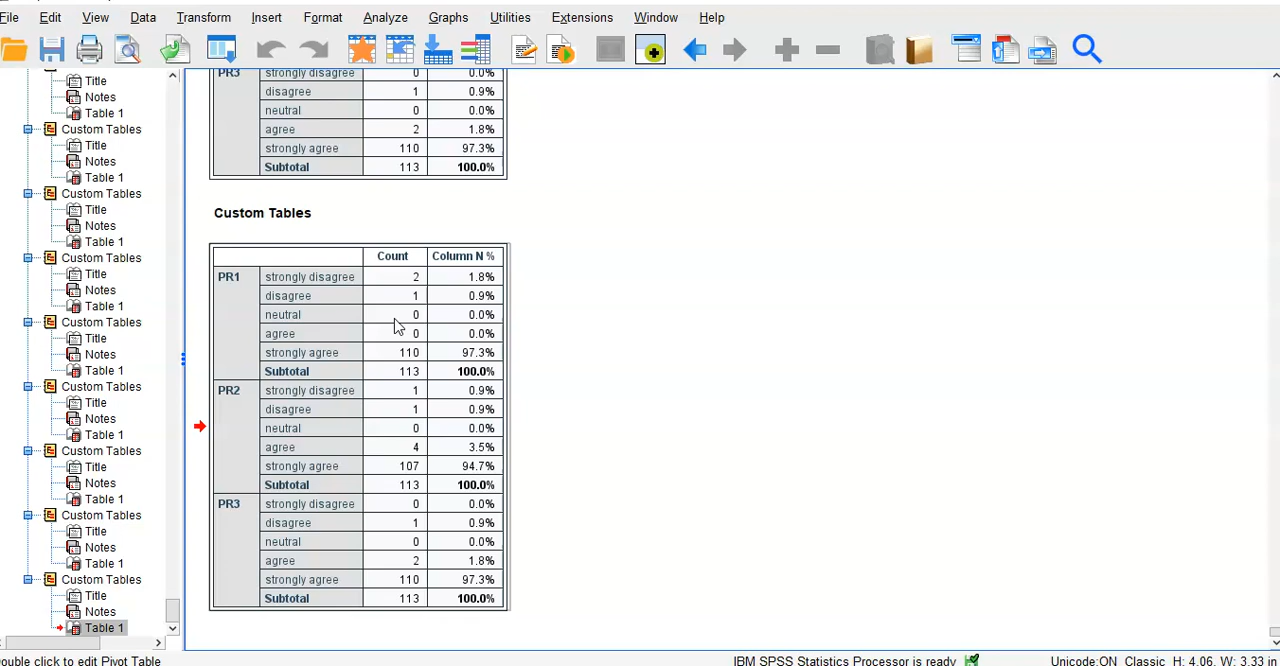 File Edit View Data Transform Insert Format Analyze Graphs Utilities Extensions Window Help
Title
Notes
Table 1
Custom Tables
Title
Notes
Table 1
Custom Tables
Title
Notes
Table 1
Custom Tables
Title
Notes
Table 1
Custom Tables
Title
Notes
Table 1
Custom Tables
Title
Notes
Table 1
Custom Tables
Title
Notes
Table 1
Custom Tables
Title
Notes
Table 1
Custom Tables
Title
Notes
Table 1
PR3 strongly disagree 0 0.0%
disagree 1 0.9%
neutral 0 0.0%
agree 2 1.8%
strongly agree 110 97.3%
Subtotal 113 100.0%
Custom Tables
Count Column N %
PR1 strongly disagree 2 1.8%
disagree 1 0.9%
neutral 0 0.0%
agree 0 0.0%
strongly agree 110 97.3%
Subtotal 113 100.0%
PR2 strongly disagree 1 0.9%
disagree 1 0.9%
neutral 0 0.0%
agree 4 3.5%
strongly agree 107 94.7%
Subtotal 113 100.0%
PR3 strongly disagree 0 0.0%
disagree 1 0.9%
neutral 0 0.0%
agree 2 1.8%
strongly agree 110 97.3%
Subtotal 113 100.0%
ouble click to edit Pivot Table IBM SPSS Statistics Processor is ready Unicode:ON Classic H: 4.06, W: 3.33 in